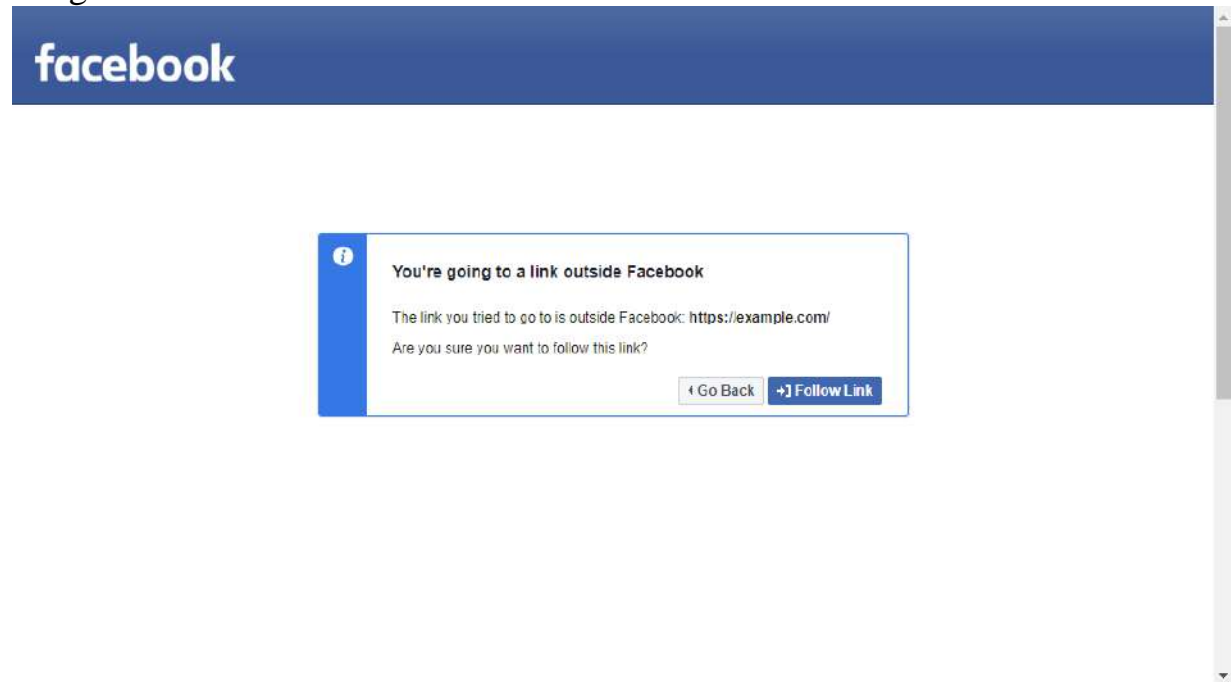 facebook
You're going to a link outside Facebook
The link you tried to go to is outside Facebook: https://example.com/
Are you sure you want to follow this link?
Go Back Follow Link